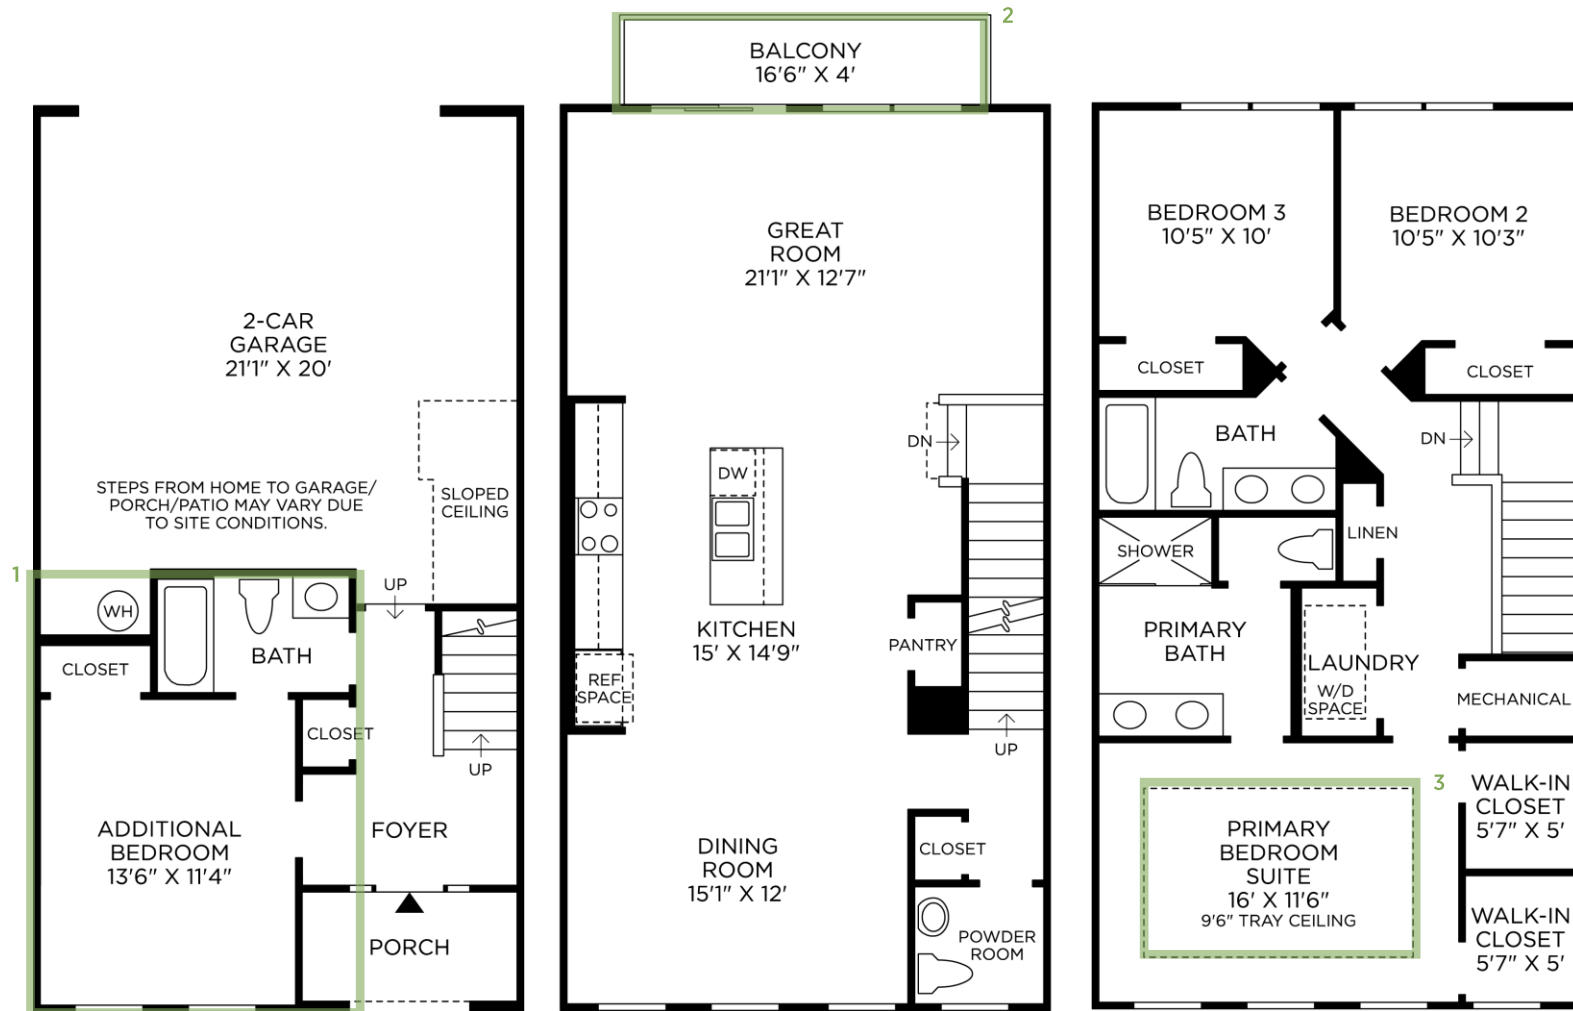 2-CAR
GARAGE
21'1" X 20'
STEPS FROM HOME TO GARAGE/
PORCH/PATIO MAY VARY DUE
TO SITE CONDITIONS.
SLOPED
CEILING
1
UP
WH
BATH
CLOSET
CLOSET
UP
ADDITIONAL
BEDROOM
13'6" X 11'4"
FOYER
PORCH
2
BALCONY
16'6" X 4'
GREAT
ROOM
21'1" X 12'7"
DN
DW
KITCHEN
15' X 14'9"
PANTRY
REF
SPACE
UP
DINING
ROOM
15'1" X 12'
CLOSET
POWDER
ROOM
BEDROOM 3
10'5" X 10'
BEDROOM 2
10'5" X 10'3"
CLOSET
CLOSET
BATH
DN
LINEN
SHOWER
PRIMARY
BATH
LAUNDRY
W/D
SPACE
MECHANICAL
3
PRIMARY
BEDROOM
SUITE
16' X 11'6"
9'6" TRAY CEILING
WALK-IN
CLOSET
5'7" X 5'
WALK-IN
CLOSET
5'7" X 5'